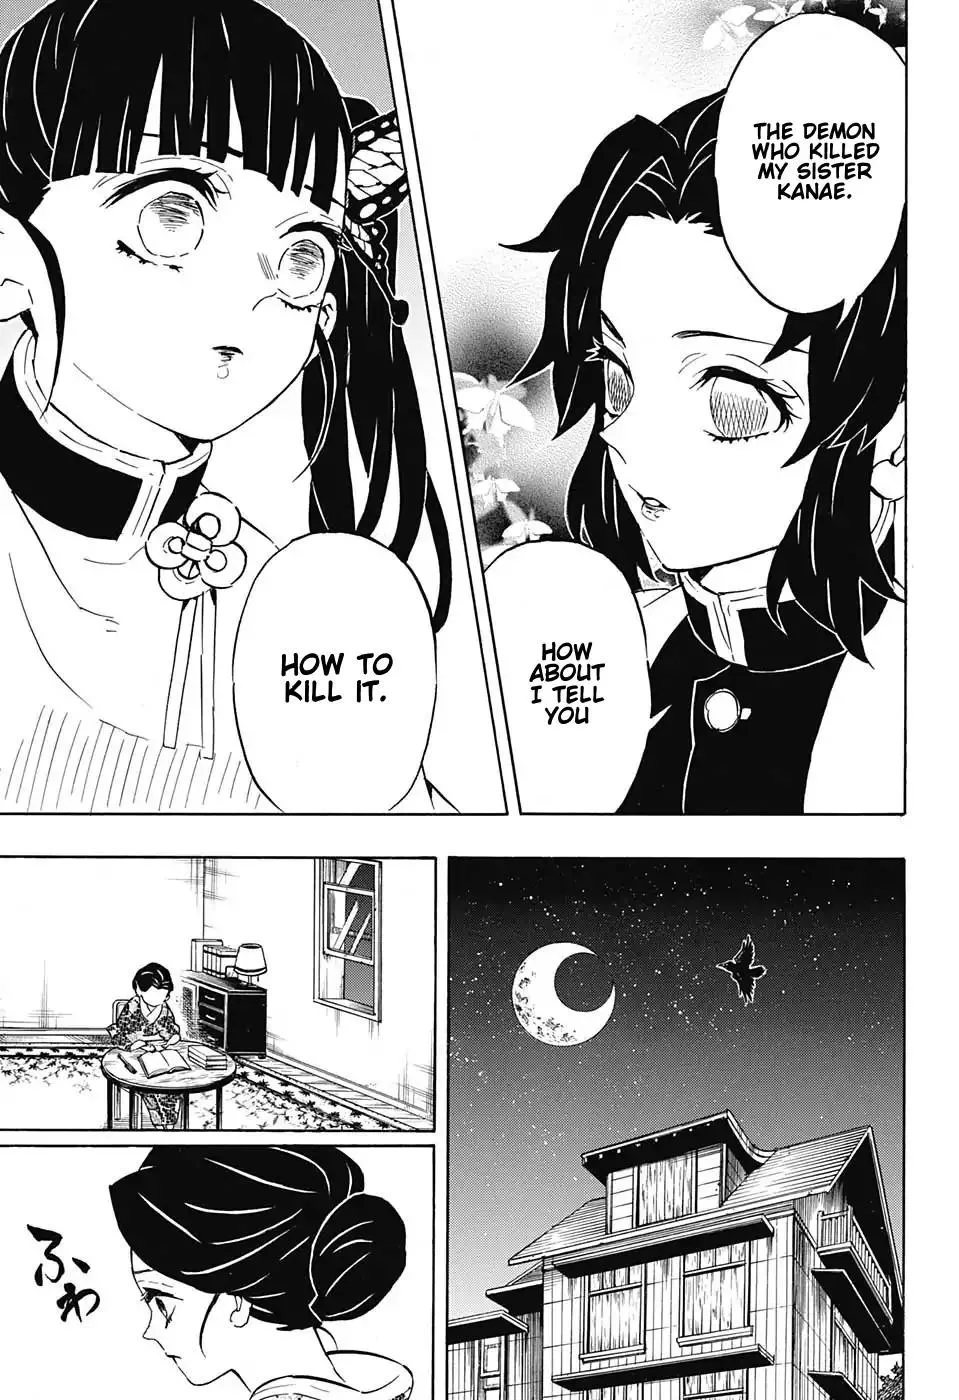 THE DEMON
WHO KILLED
MY SISTER
KANAE.
HOW
ABOUT
I TELL
YOU
HOW TO
KILL IT.
ふわ